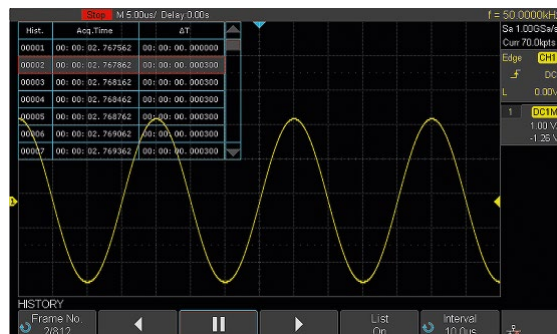 Stop M 5.00us/ Delay:0.00s f = 50.0000kHz
Sa 1.00GSa/s
Curr 70.0kpts
Edge CH1
DC
L 0.00V
1 DC1M
1.00 V/
-1.26 V
Hist. Acq.Time ΔT
00001 00: 00: 02. 767562 00: 00: 00. 000000
00002 00: 00: 02. 767862 00: 00: 00. 000300
00003 00: 00: 02. 768162 00: 00: 00. 000300
00004 00: 00: 02. 768462 00: 00: 00. 000300
00005 00: 00: 02. 768762 00: 00: 00. 000300
00006 00: 00: 02. 769062 00: 00: 00. 000300
00007 00: 00: 02. 769362 00: 00: 00. 000300
1
HISTORY
Frame No. List Interval
2/812 On 10.0us